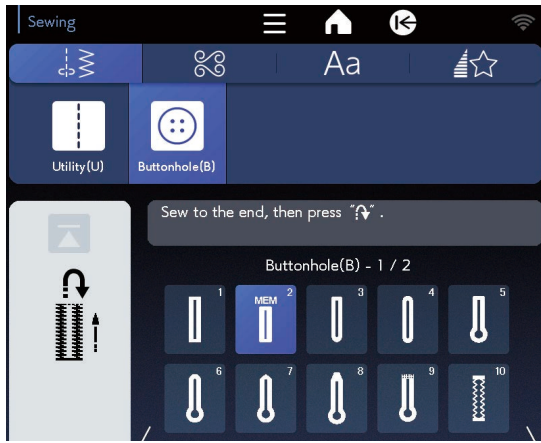 Sewing
Aa
Utility(U)
Buttonhole(B)
Sew to the end, then press " ".
Buttonhole(B) - 1 / 2
1
MEM 2
3
4
5
6
7
8
9
10